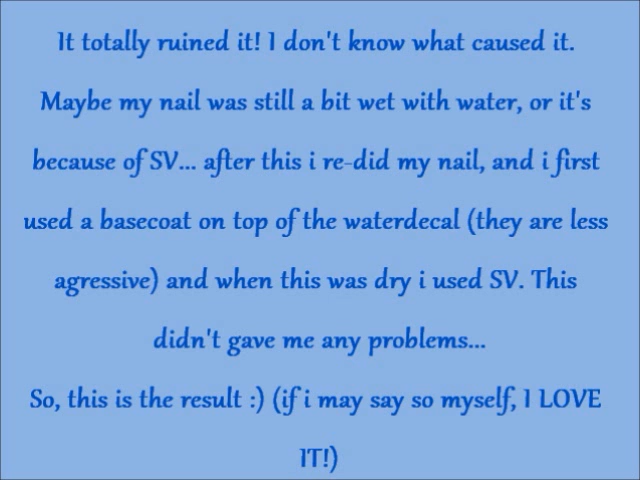 It totally ruined it! I don't know what caused it.
Maybe my nail was still a bit wet with water, or it's
because of SV... after this i re-did my nail, and i first
used a basecoat on top of the waterdecal (they are less
agressive) and when this was dry i used SV. This
didn't gave me any problems...
So, this is the result :) (if i may say so myself, I LOVE
IT!)